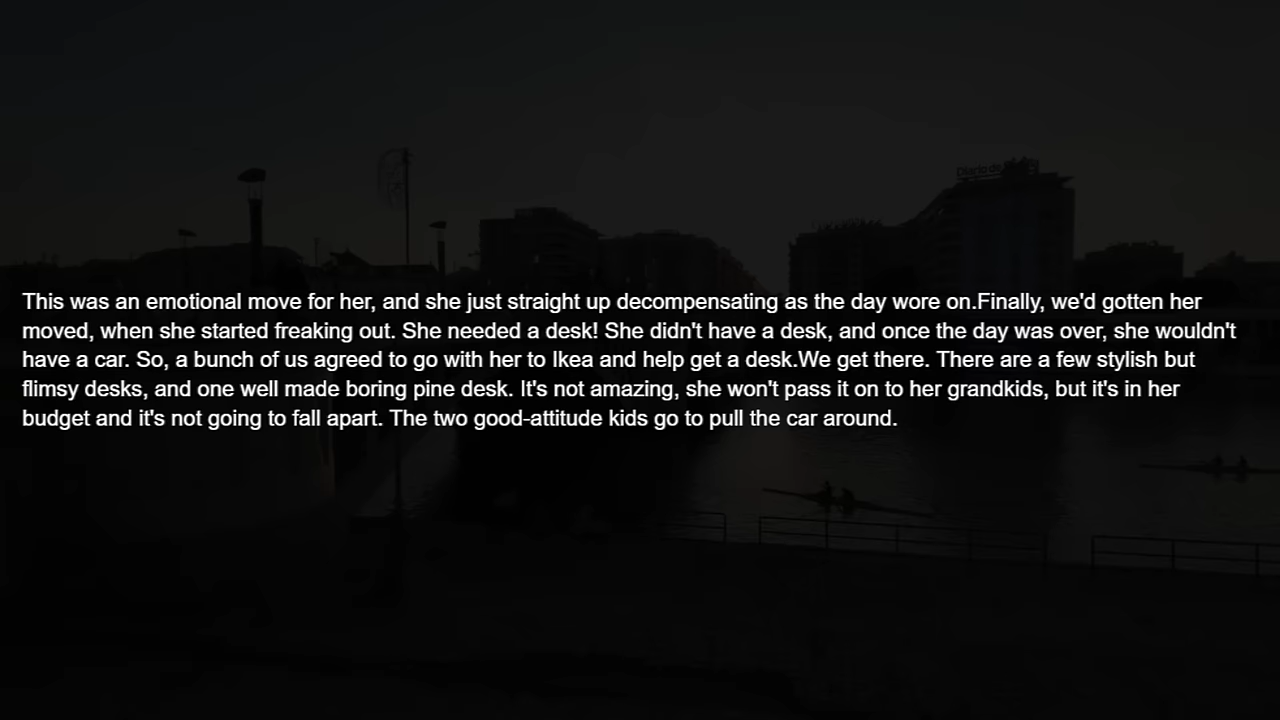 This was an emotional move for her, and she just straight up decompensating as the day wore on.Finally, we'd gotten her
moved, when she started freaking out. She needed a desk! She didn't have a desk, and once the day was over, she wouldn't
have a car. So, a bunch of us agreed to go with her to Ikea and help get a desk.We get there. There are a few stylish but
flimsy desks, and one well made boring pine desk. It's not amazing, she won't pass it on to her grandkids, but it's in her
budget and it's not going to fall apart. The two good-attitude kids go to pull the car around.